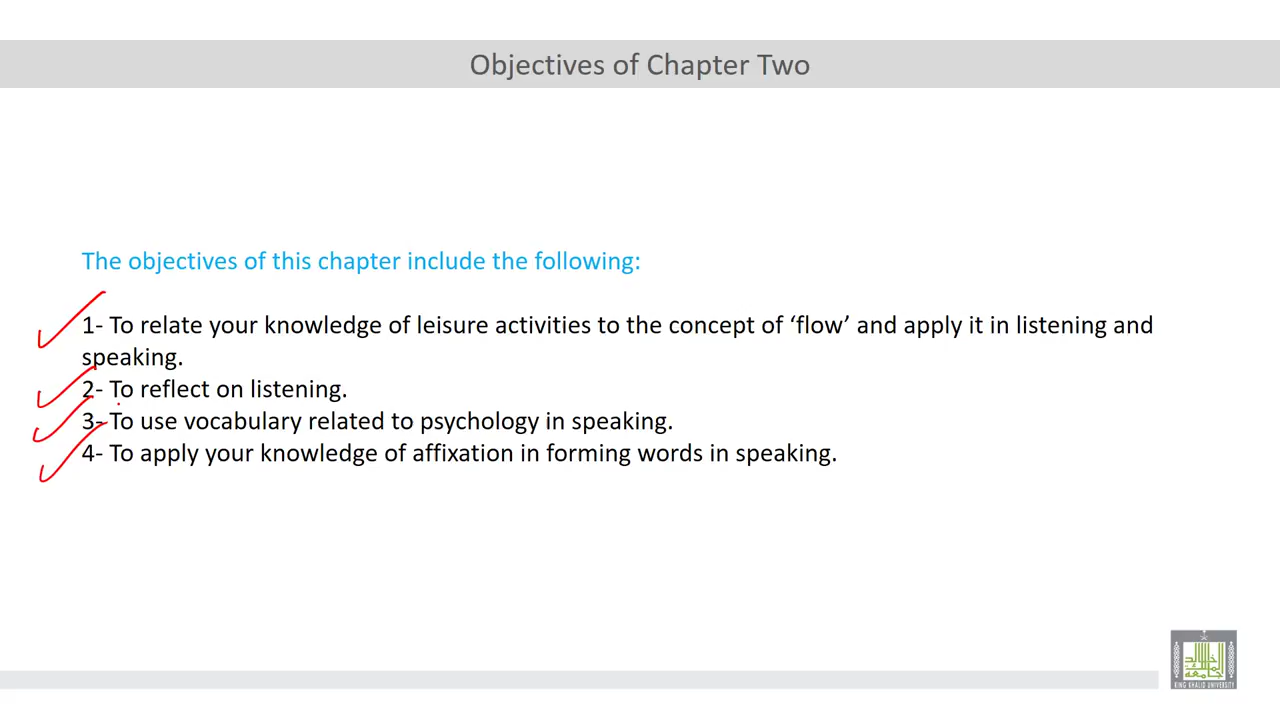 Objectives of Chapter Two
The objectives of this chapter include the following:
1- To relate your knowledge of leisure activities to the concept of ‘flow’ and apply it in listening and
speaking.
2- To reflect on listening.
3- To use vocabulary related to psychology in speaking.
4- To apply your knowledge of affixation in forming words in speaking.
KING KHALID UNIVERSITY